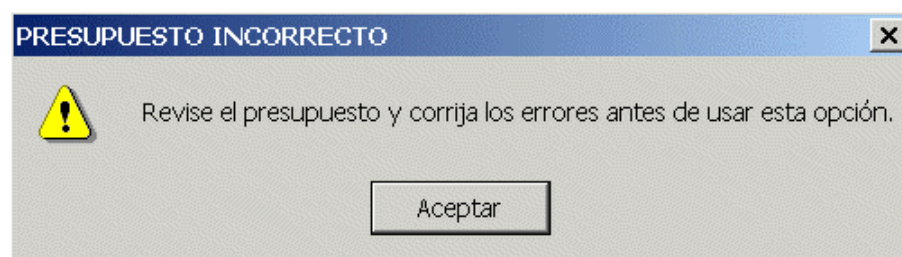 PRESUPUESTO INCORRECTO
Revise el presupuesto y corrija los errores antes de usar esta opción.
Aceptar